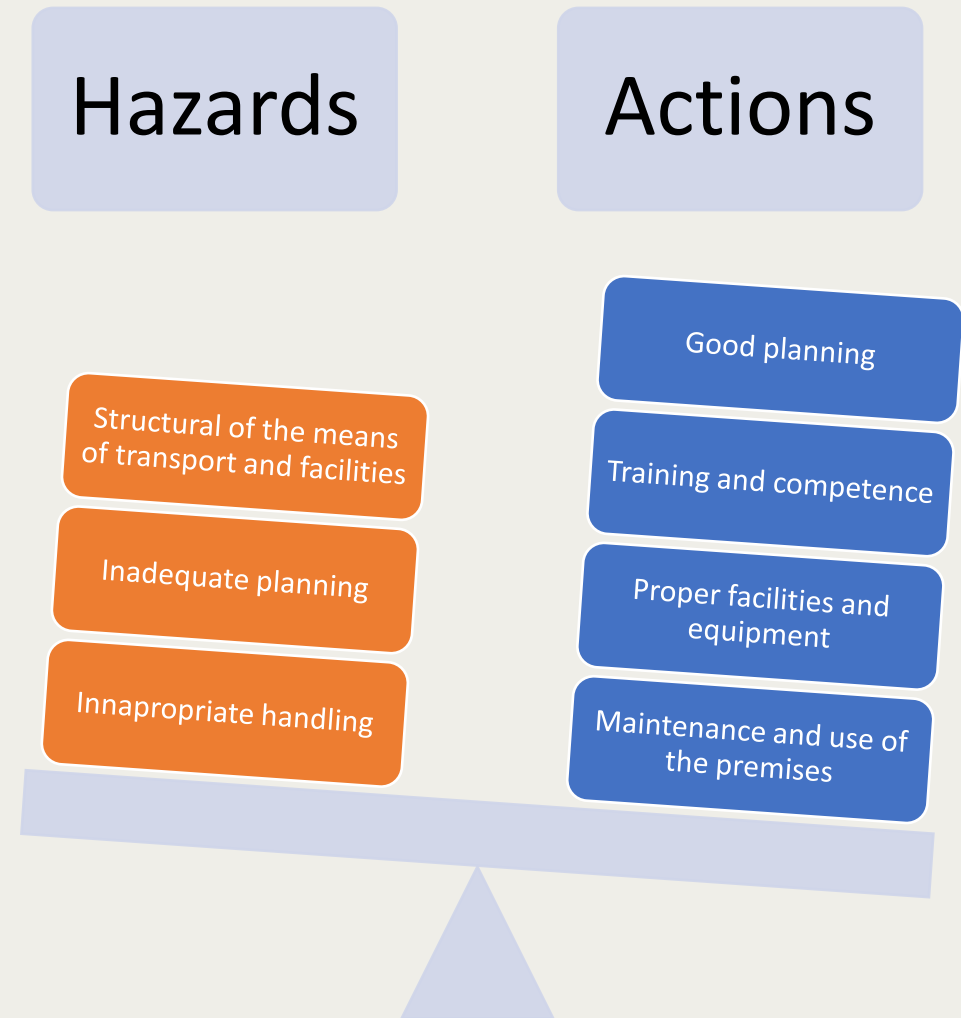 Hazards
Actions
Structural of the means
of transport and facilities
Inadequate planning
Innapropriate handling
Good planning
Training and competence
Proper facilities and
equipment
Maintenance and use of
the premises